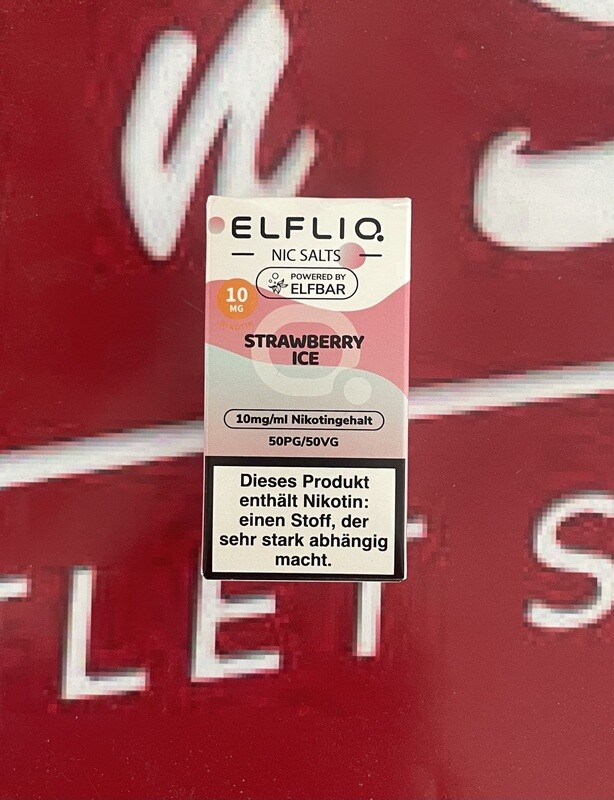 ELFLIQ
NIC SALTS
POWERED BY
ELFBAR
10
MG
STRAWBERRY
ICE
10mg/ml Nikotingehalt
50PG/50VG
Dieses Produkt
enthält Nikotin:
einen Stoff, der
sehr stark abhängig
macht.
TLET S